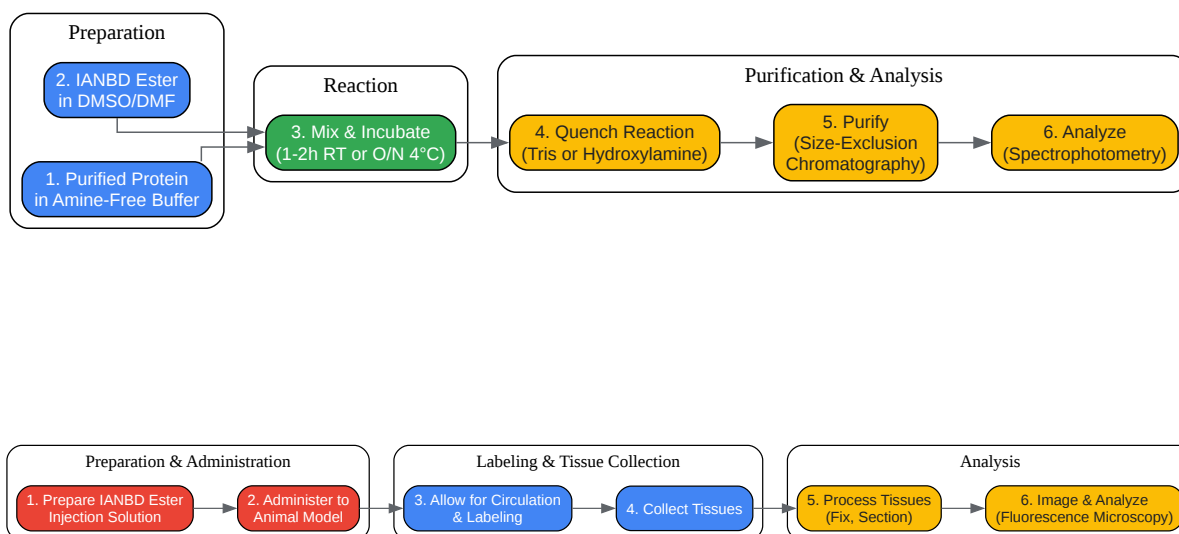 Preparation
2. IANBD Ester
in DMSO/DMF
1. Purified Protein
in Amine-Free Buffer
Reaction
3. Mix & Incubate
(1-2h RT or O/N 4°C)
Purification & Analysis
4. Quench Reaction
(Tris or Hydroxylamine)
5. Purify
(Size-Exclusion
Chromatography)
6. Analyze
(Spectrophotometry)
Preparation & Administration
1. Prepare IANBD Ester
Injection Solution
2. Administer to
Animal Model
Labeling & Tissue Collection
3. Allow for Circulation
& Labeling
4. Collect Tissues
Analysis
5. Process Tissues
(Fix, Section)
6. Image & Analyze
(Fluorescence Microscopy)